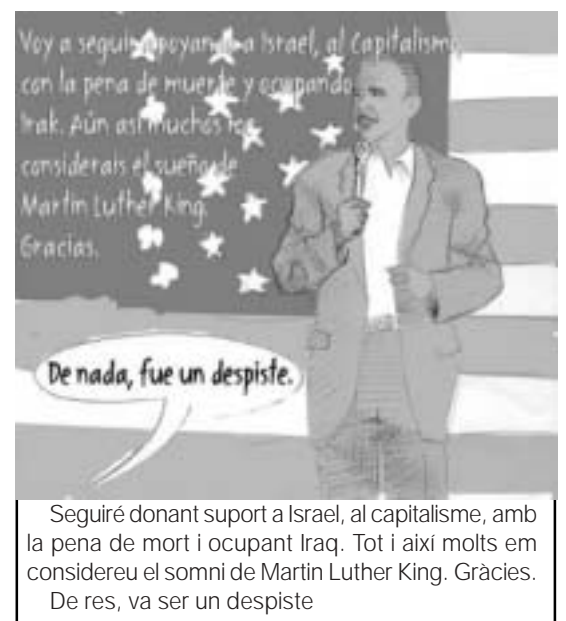 Voy a seguir apoyando a Israel, al Capitalismo,
con la pena de muerte y ocupando
Irak. Aún así muchos me
considerais el sueño de
Martin Luther King.
Gracias.
De nada, fue un despiste.
Seguiré donant suport a Israel, al capitalisme, amb
la pena de mort i ocupant Iraq. Tot i així molts em
considereu el somni de Martin Luther King. Gràcies.
De res, va ser un despiste